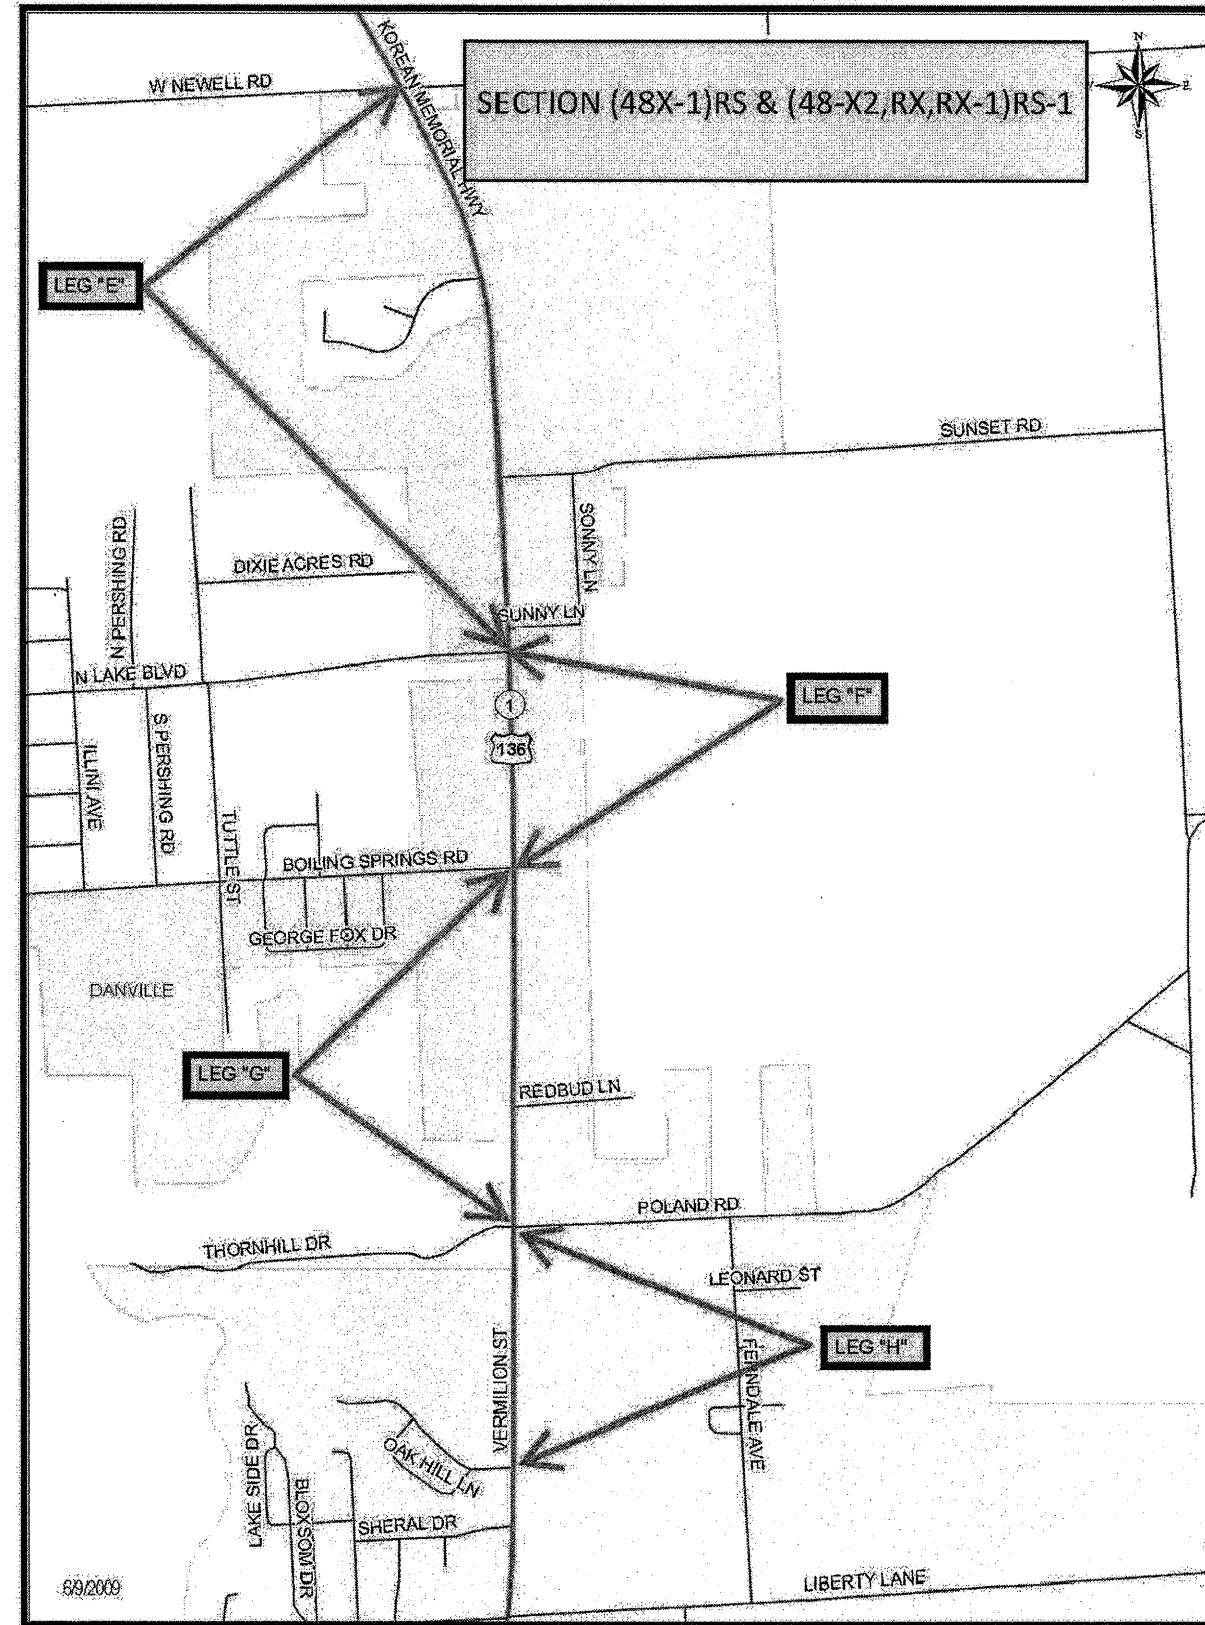 KOREAN MEMORIAL HWY
W NEWELL RD
SECTION (48X-1)RS & (48-X2,RX,RX-1)RS-1
N
E
S
LEG "E"
SUNSET RD
SONNY LN
N PERSHING RD
DIXIE ACRES RD
SUNNY LN
N LAKE BLVD
LEG "F"
1
136
ILLINI AVE
S PERSHING RD
TUTTLE ST
BOILING SPRINGS RD
GEORGE FOX DR
DANVILLE
LEG "G"
REDBUD LN
POLAND RD
THORNHILL DR
LEONARD ST
LEG "H"
VERMILION ST
FERNDALE AVE
LAKE SIDE DR
OAK HILL LN
BLOXSOM DR
SHERAL DR
6/9/2009
LIBERTY LANE